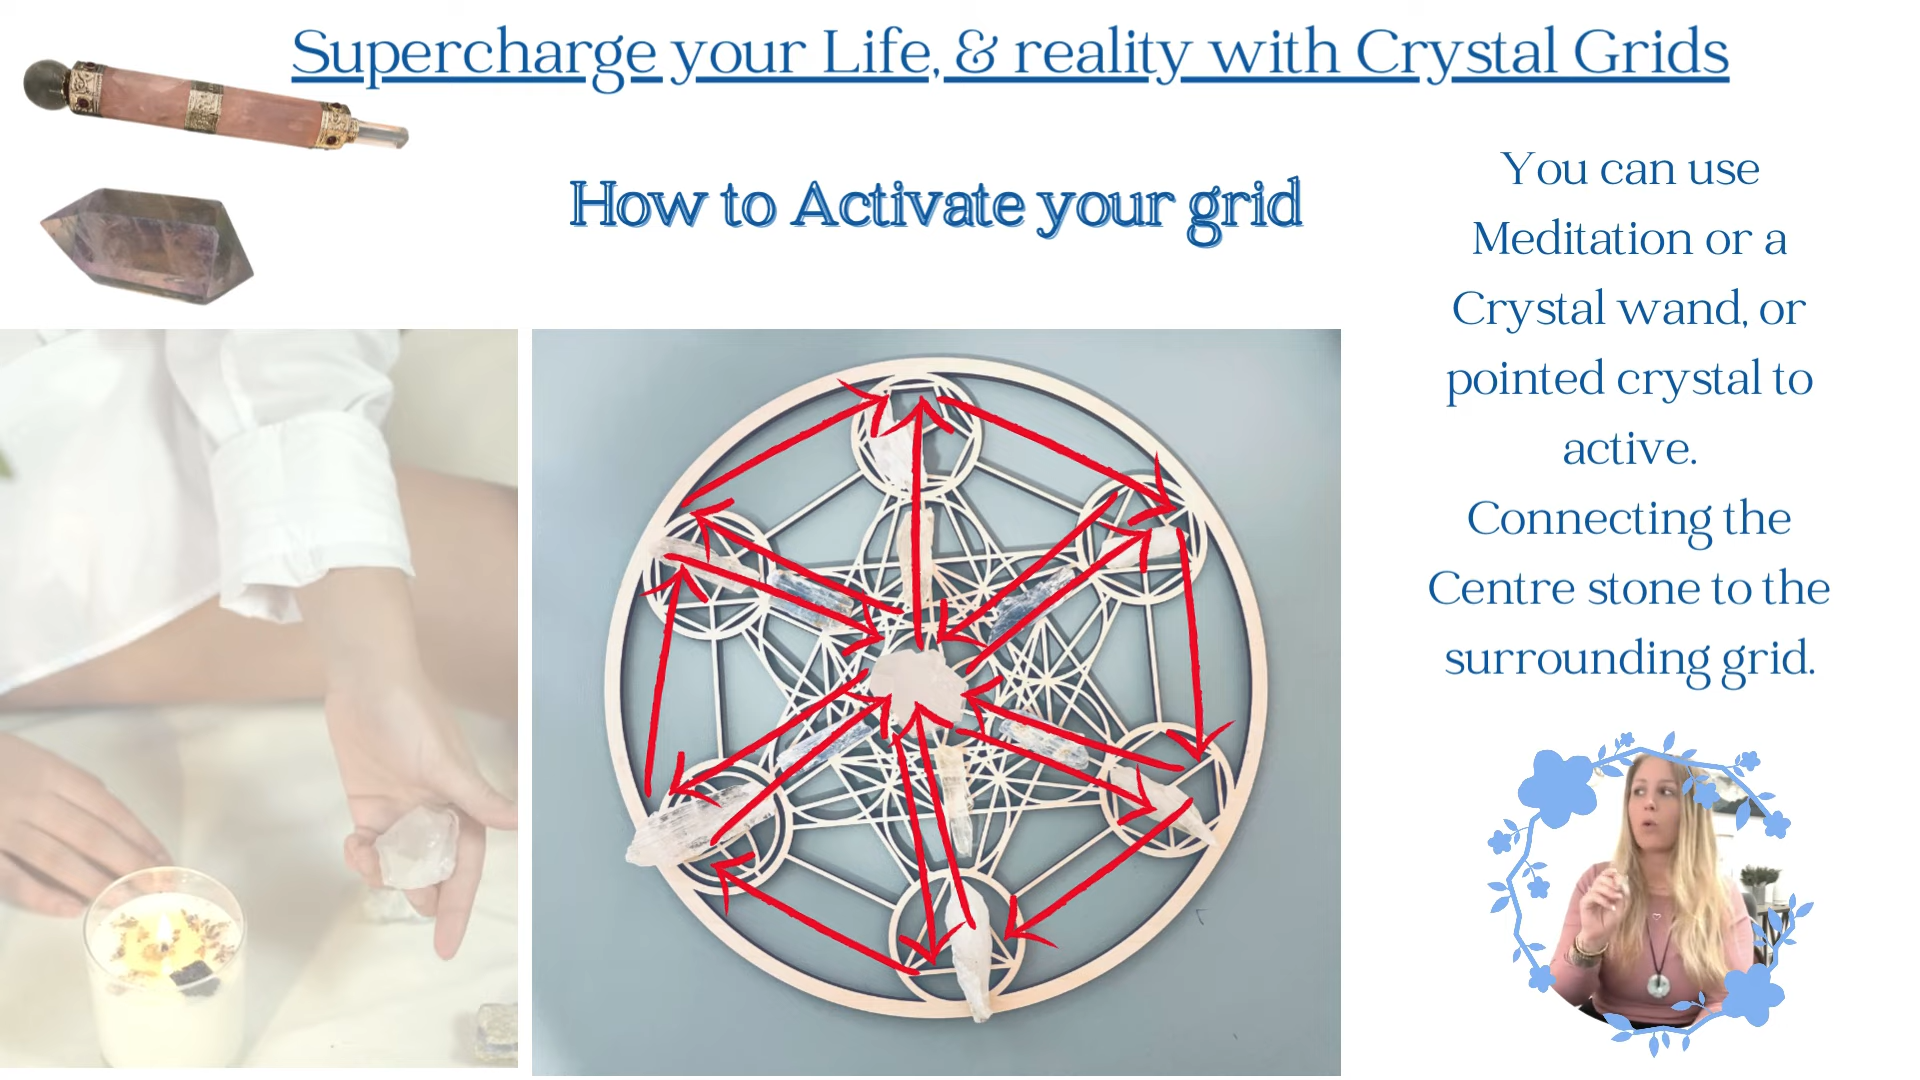 Supercharge your Life, & reality with Crystal Grids
How to Activate your grid
You can use
Meditation or a
Crystal wand, or
pointed crystal to
active.
Connecting the
Centre stone to the
surrounding grid.